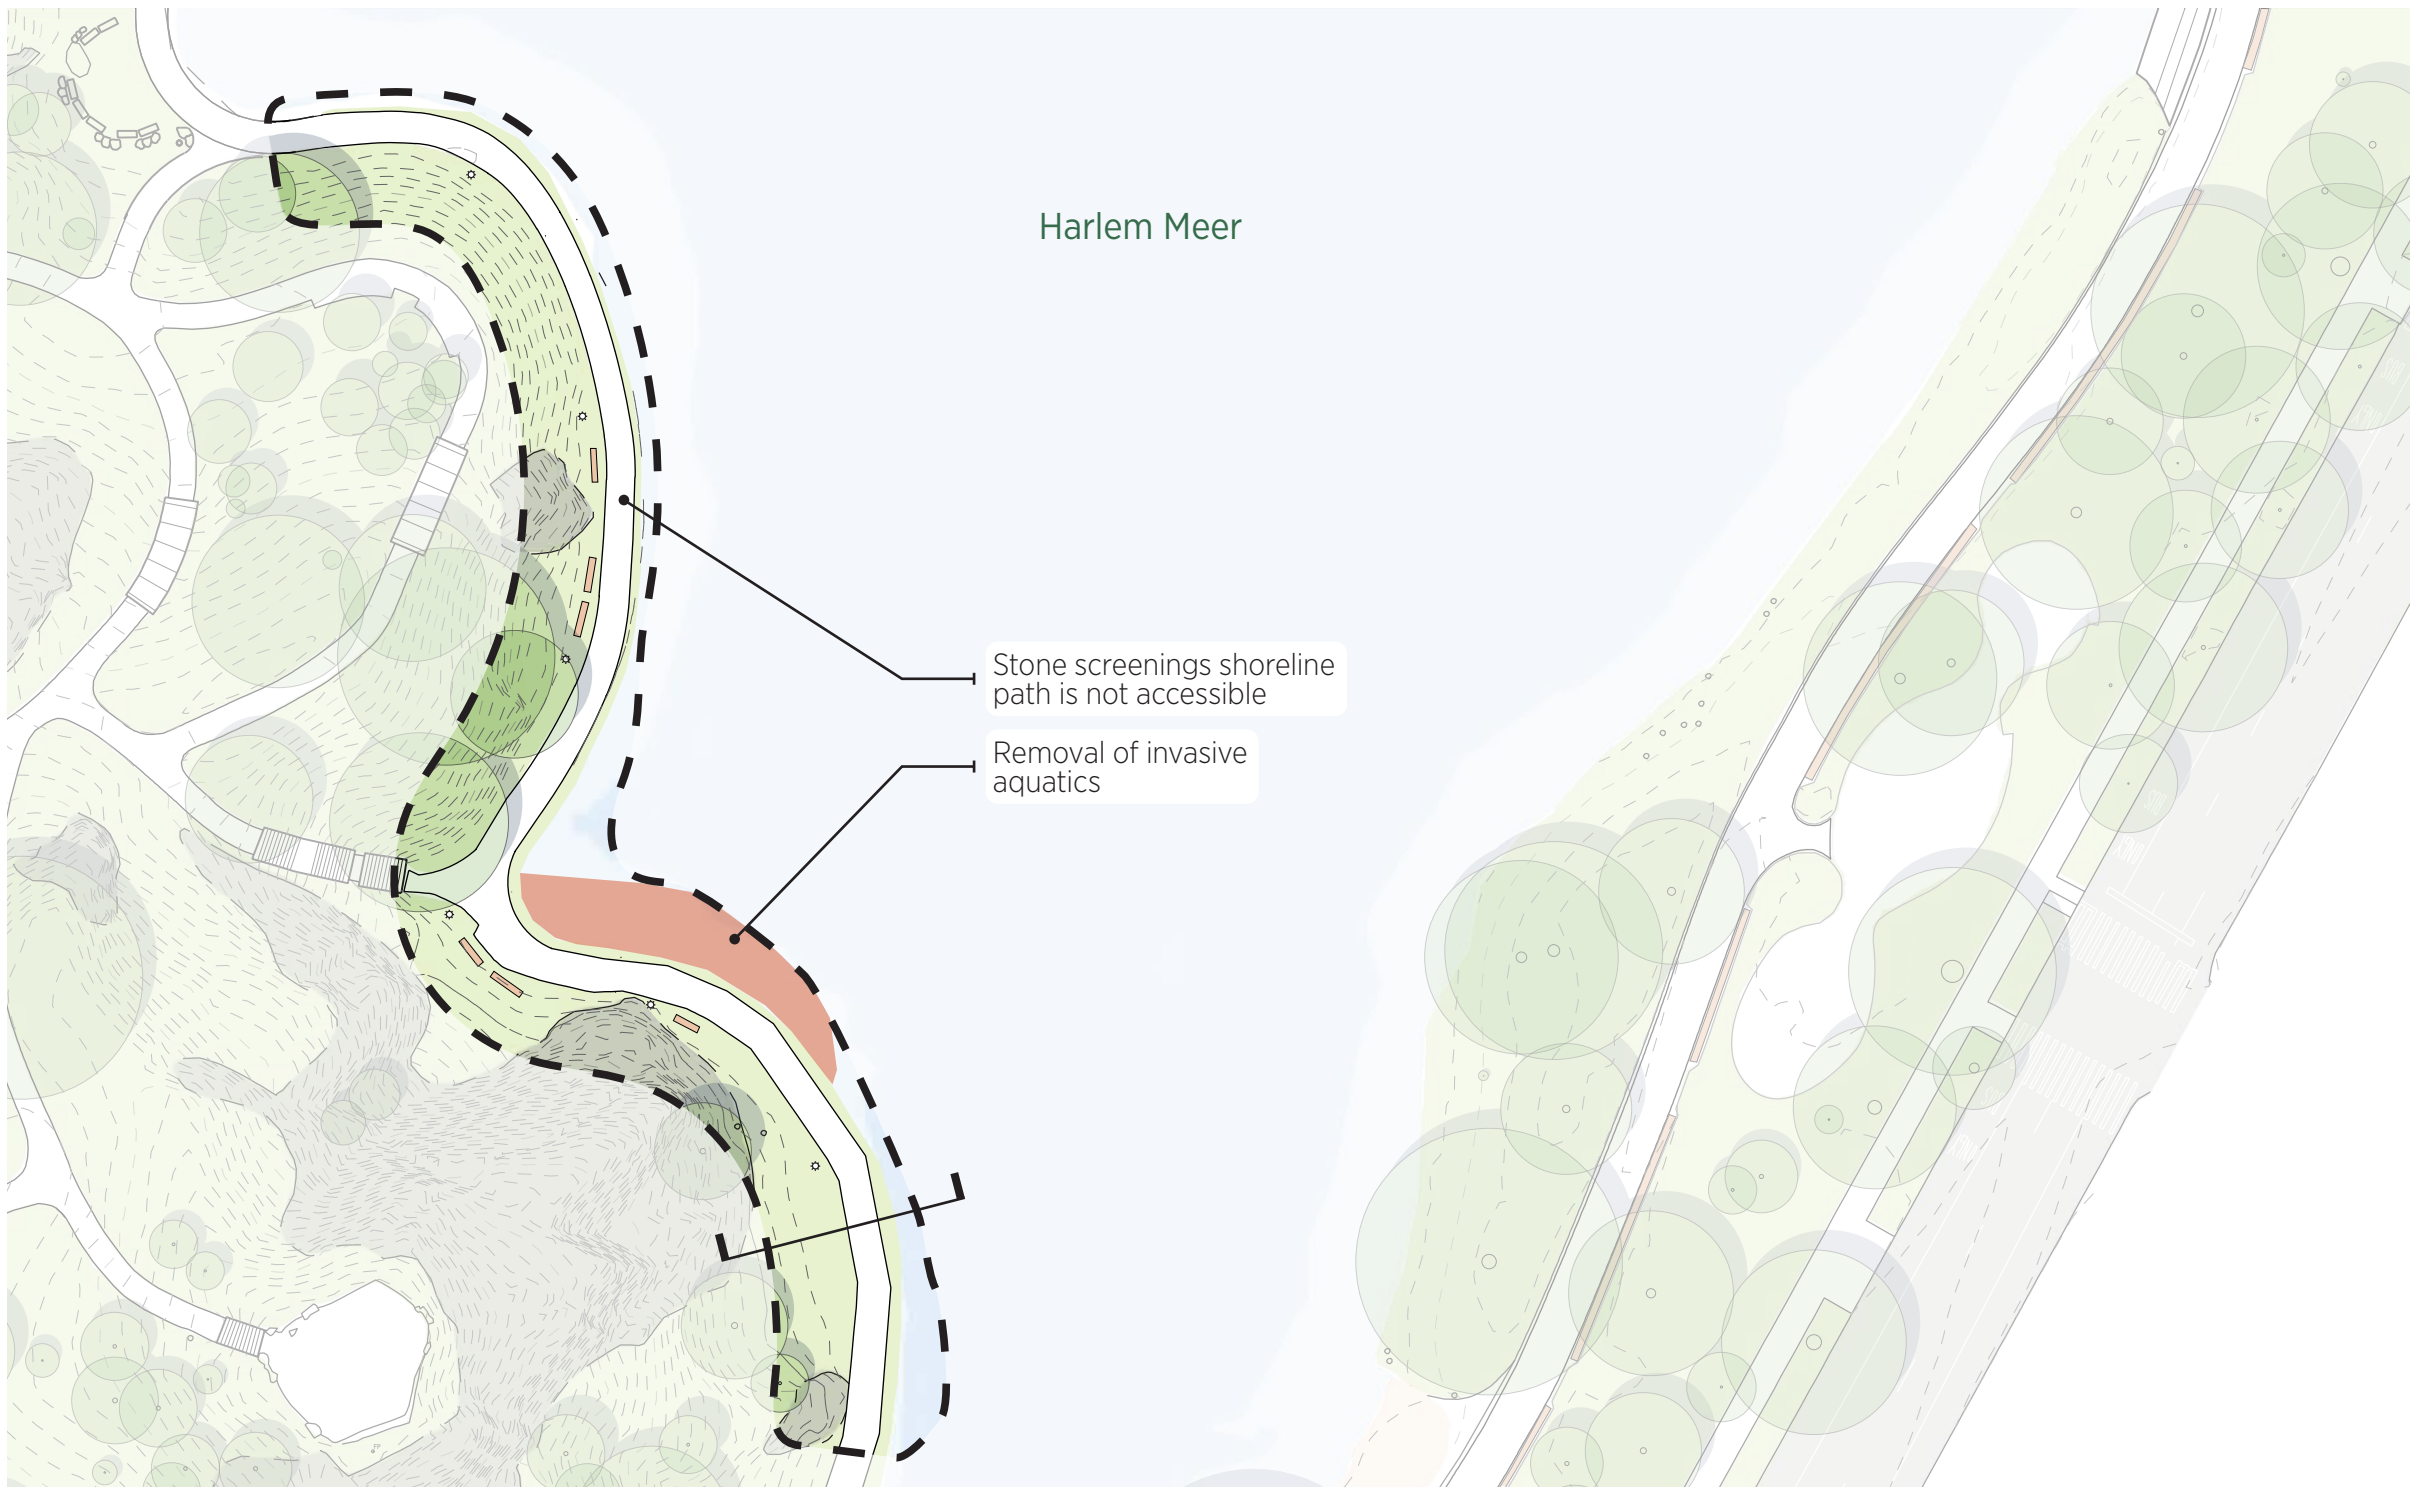 Harlem Meer
Stone screenings shoreline
path is not accessible
Removal of invasive
aquatics